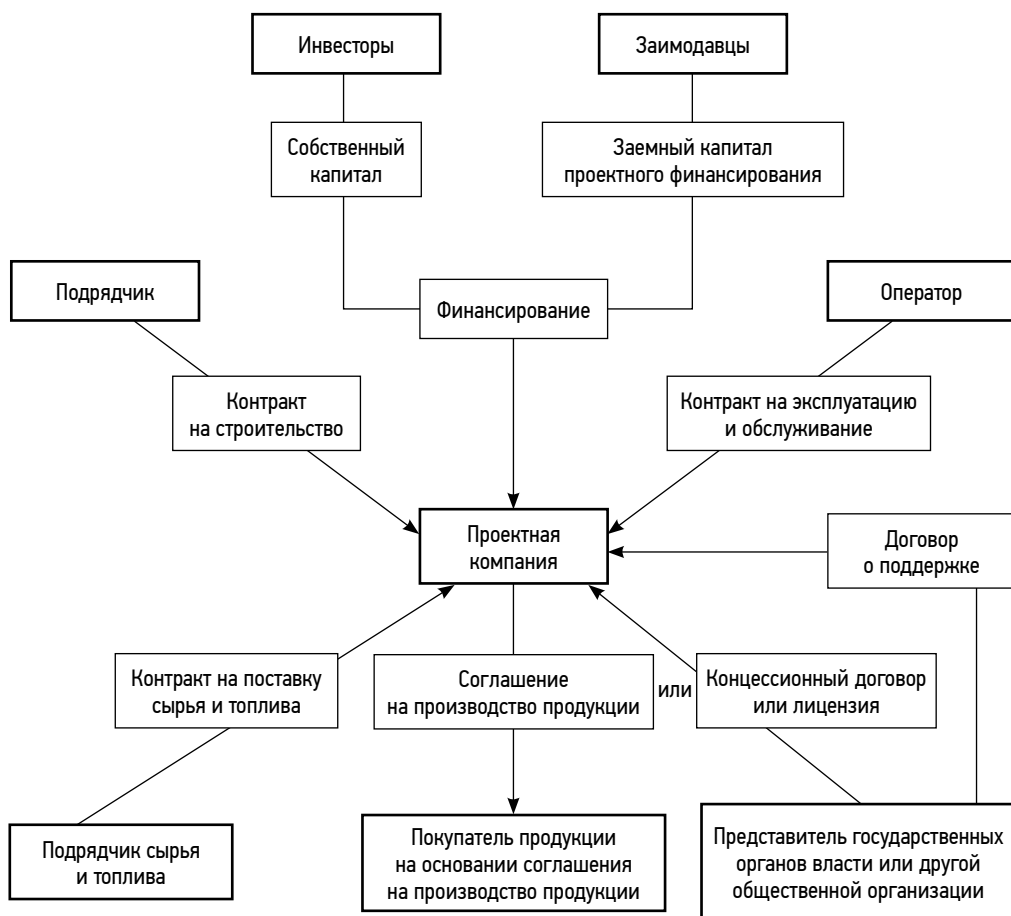 Инвесторы
Заимодавцы
Собственный
капитал
Заемный капитал
проектного финансирования
Подрядчик
Финансирование
Оператор
Контракт
на строительство
Контракт на эксплуатацию
и обслуживание
Проектная
компания
Договор
о поддержке
Контракт на поставку
сырья и топлива
Соглашение
на производство продукции
или
Концессионный договор
или лицензия
Подрядчик сырья
и топлива
Покупатель продукции
на основании соглашения
на производство продукции
Представитель государственных
органов власти или другой
общественной организации